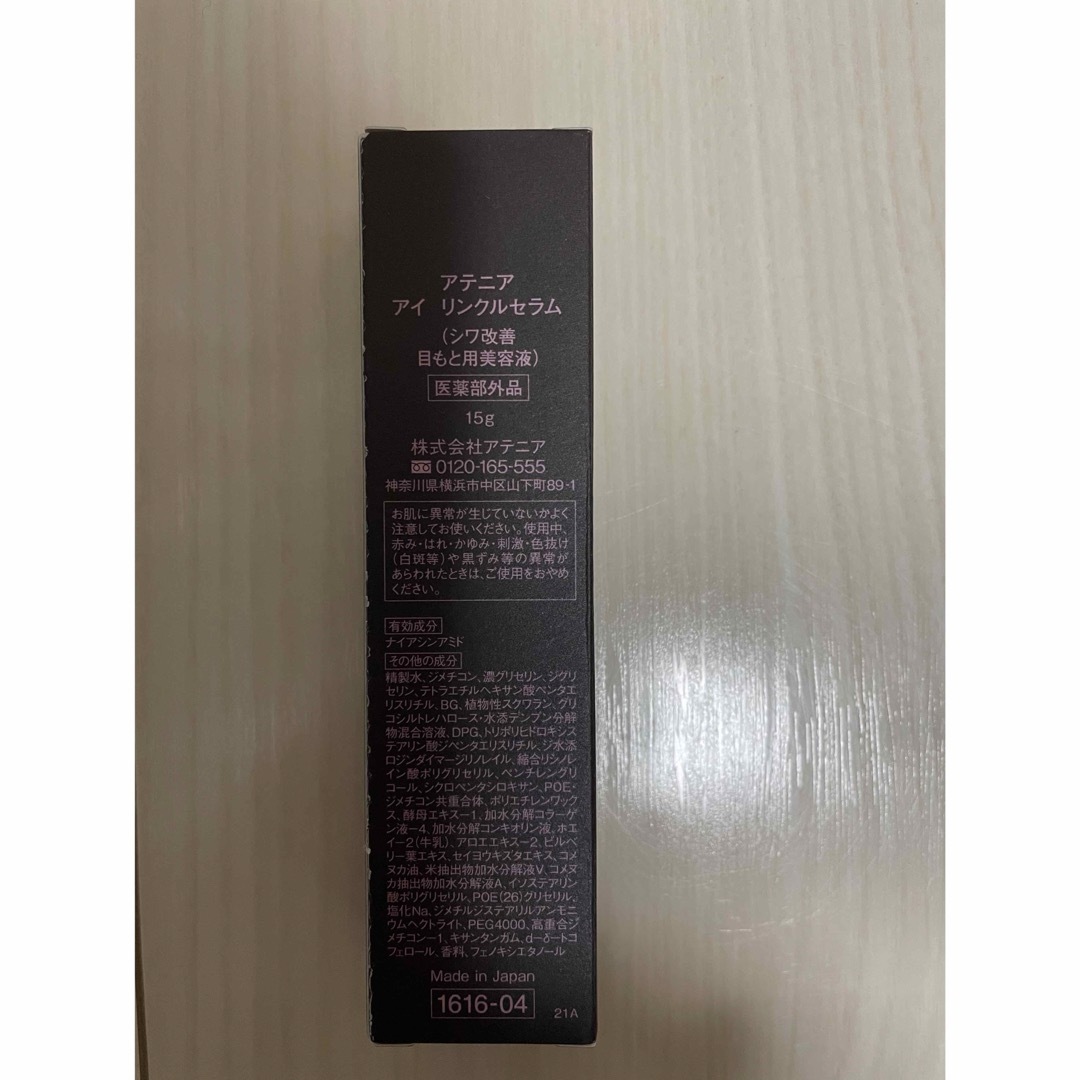 アテニア
アイ リンクルセラム
(シワ改善
目もと用美容液)
医薬部外品
15g
株式会社アテニア
0120-165-555
神奈川県横浜市中区山下町89-1
お肌に異常が生じていないかよく
注意してお使いください。使用中、
赤み・はれ・かゆみ・刺激・色抜け
(白斑等)や黒ずみ等の異常が
あらわれたときは、ご使用をおやめ
ください。
有効成分
ナイアシンアミド
その他の成分
精製水、ジメチコン、濃グリセリン、ジグリ
セリン、テトラエチルヘキサン酸ペンタエ
リスリチル、BG、植物性スクワラン、グリ
コシルトレハロース・水添デンプン分解
物混合溶液、DPG、トリポリヒドロキシス
テアリン酸ジペンタエリスリチル、ジ水添
ロジンダイマージリノレイル、縮合リシノレ
イン酸ポリグリセリル、ペンチレングリ
コール、シクロペンタシロキサン、POE・
ジメチコン共重合体、ポリエチレンワック
ス、酵母エキス-1、加水分解コラーゲ
ン液-4、加水分解コンキオリン液、ホエ
イ-2(牛乳)、アロエエキス-2、ビルベ
リー葉エキス、セイヨウキズタエキス、コメ
ヌカ油、米抽出物加水分解液V、コメヌ
カ抽出物加水分解液A、イソステアリン
酸ポリグリセリル、POE(26)グリセリル、
塩化Na、ジメチルジステアリルアンモニ
ウムヘクトライト、PEG4000、高重合ジ
メチコン-1、キサンタンガム、d-δ-トコ
フェロール、香料、フェノキシエタノール
Made in Japan
1616-04
21A